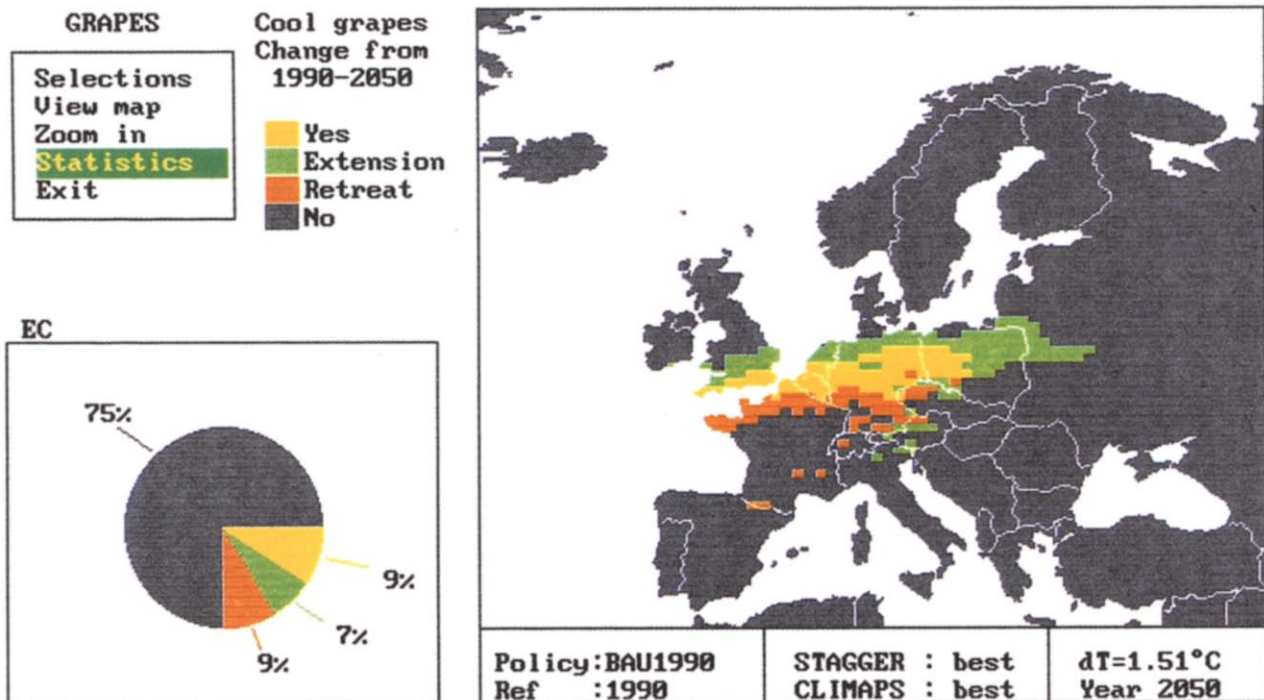 GRAPES
Selections
View map
Zoom in
Statistics
Exit
Cool grapes
Change from
1990-2050
Yes
Extension
Retreat
No
EC
75%
9%
7%
9%
Policy:BAU1990
Ref :1990
STAGGER : best
CLIMAPS : best
dT=1.51°C
Year 2050